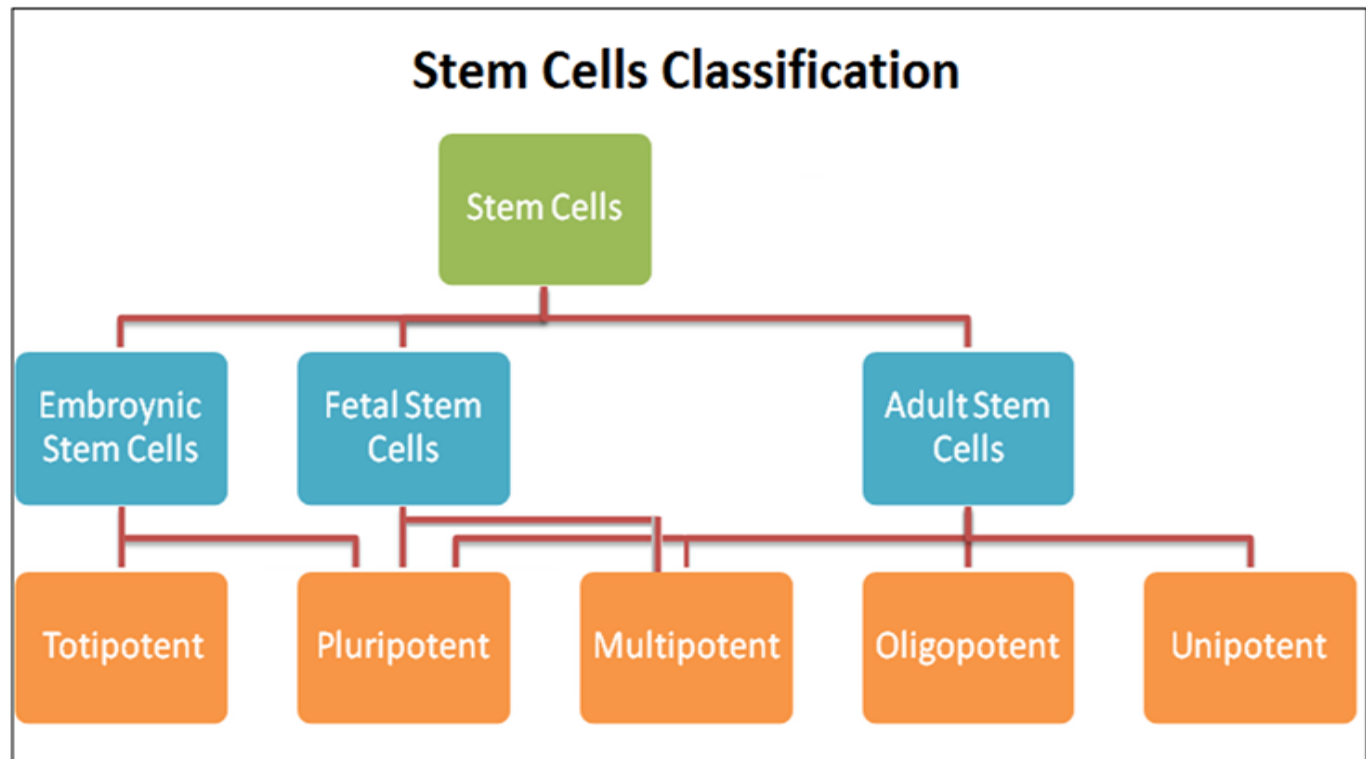 Stem Cells Classification
Stem Cells
Embroynic
Stem Cells
Fetal Stem
Cells
Adult Stem
Cells
Totipotent
Pluripotent
Multipotent
Oligopotent
Unipotent